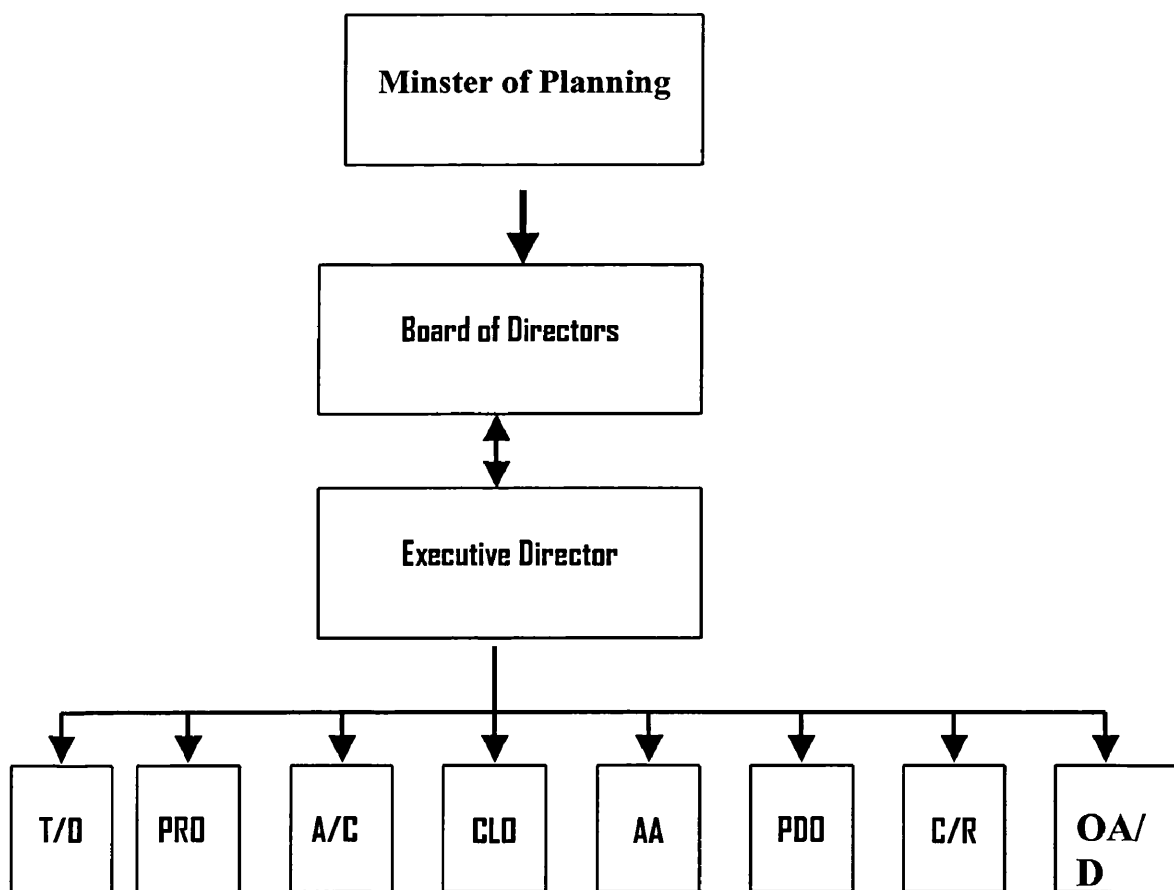 Minster of Planning
Board of Directors
Executive Director
T/O
PRO
A/C
CLO
AA
PDO
C/R
OA/
D